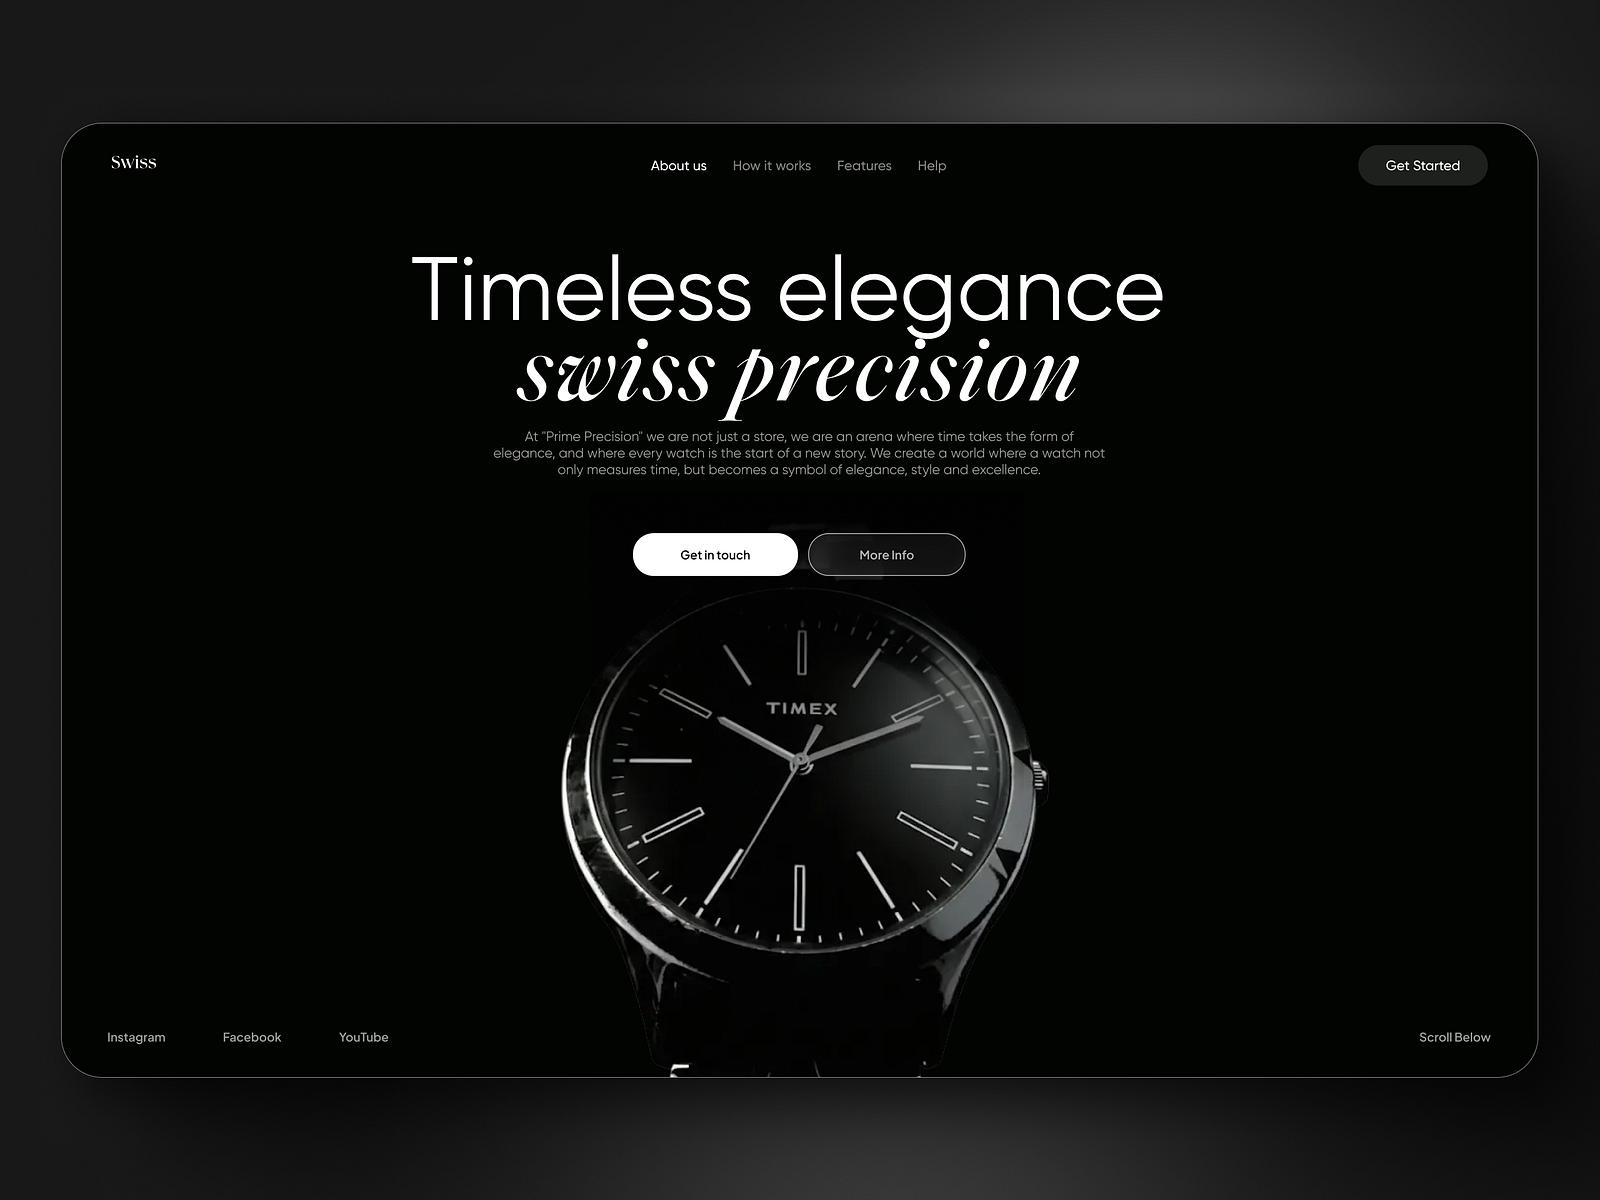 Swiss
About us
How it works
Features
Help
Get Started
Timeless elegance
swiss precision
At "Prime Precision" we are not just a store, we are an arena where time takes the form of
elegance, and where every watch is the start of a new story. We create a world where a watch not
only measures time, but becomes a symbol of elegance, style and excellence.
Get in touch
More Info
TIMEX
Instagram
Facebook
YouTube
Scroll Below